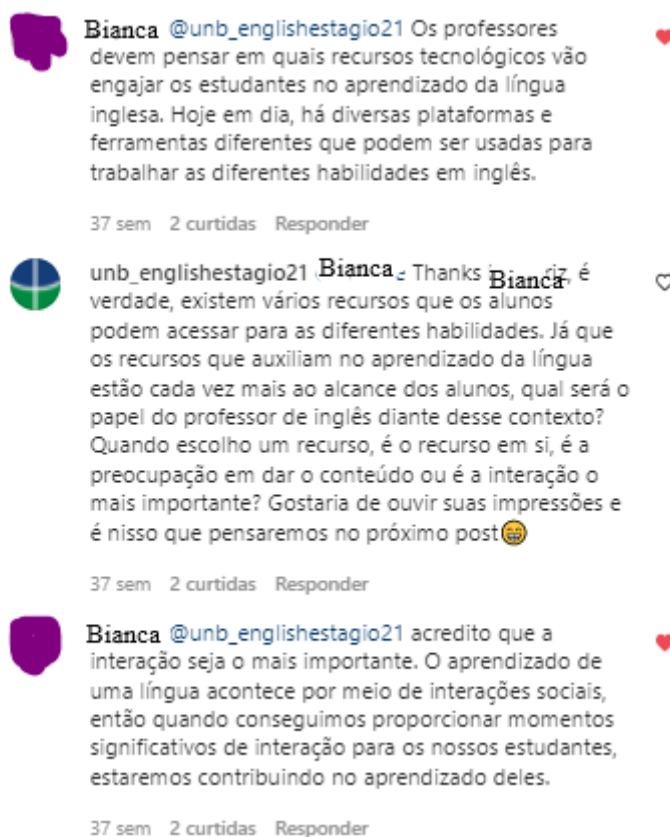 Bianca @unb_englishestagio21 Os professores
devem pensar em quais recursos tecnológicos vão
engajar os estudantes no aprendizado da língua
inglesa. Hoje em dia, há diversas plataformas e
ferramentas diferentes que podem ser usadas para
trabalhar as diferentes habilidades em inglês.
37 sem 2 curtidas Responder
unb_englishestagio21 Bianca Thanks Bianca, é
verdade, existem vários recursos que os alunos
podem acessar para as diferentes habilidades. Já que
os recursos que auxiliam no aprendizado da língua
estão cada vez mais ao alcance dos alunos, qual será o
papel do professor de inglês diante desse contexto?
Quando escolho um recurso, é o recurso em si, é a
preocupação em dar o conteúdo ou é a interação o
mais importante? Gostaria de ouvir suas impressões e
é nisso que pensaremos no próximo post😁
37 sem 2 curtidas Responder
Bianca @unb_englishestagio21 acredito que a
interação seja o mais importante. O aprendizado de
uma língua acontece por meio de interações sociais,
então quando conseguimos proporcionar momentos
significativos de interação para os nossos estudantes,
estaremos contribuindo no aprendizado deles.
37 sem 2 curtidas Responder